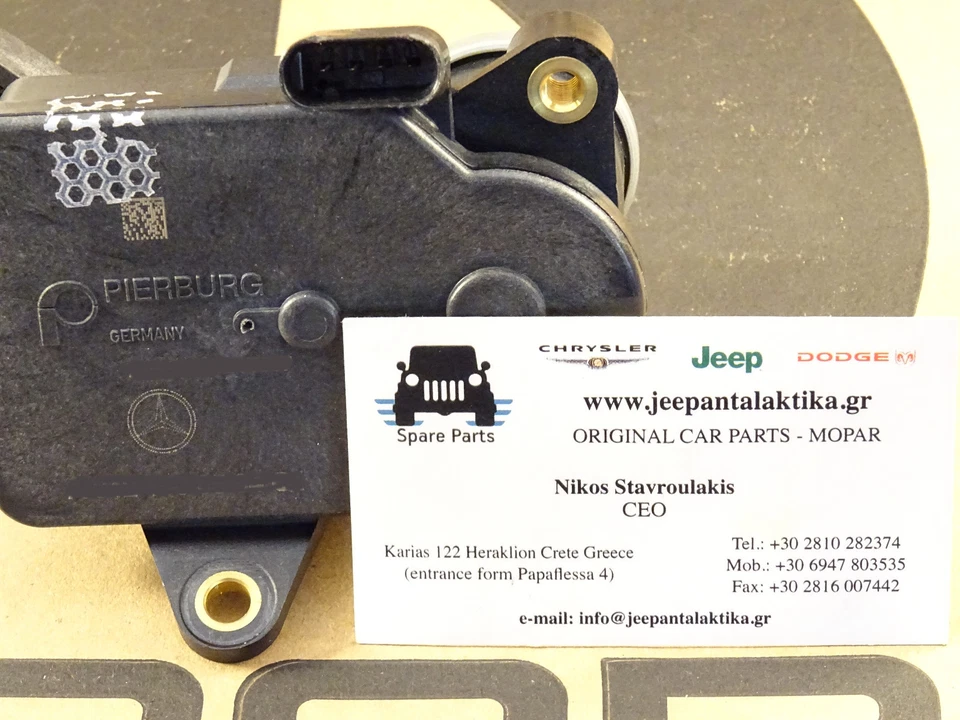 PIERBURG
GERMANY
CHRYSLER Jeep DODGE
Spare Parts
www.jeepantalaktika.gr
ORIGINAL CAR PARTS - MOPAR
Nikos Stavroulakis
CEO
Karias 122 Heraklion Crete Greece
(entrance form Papaflessa 4)
Tel.: +30 2810 282374
Mob.: +30 6947 803535
Fax: +30 2816 007442
e-mail: info@jeepantalaktika.gr